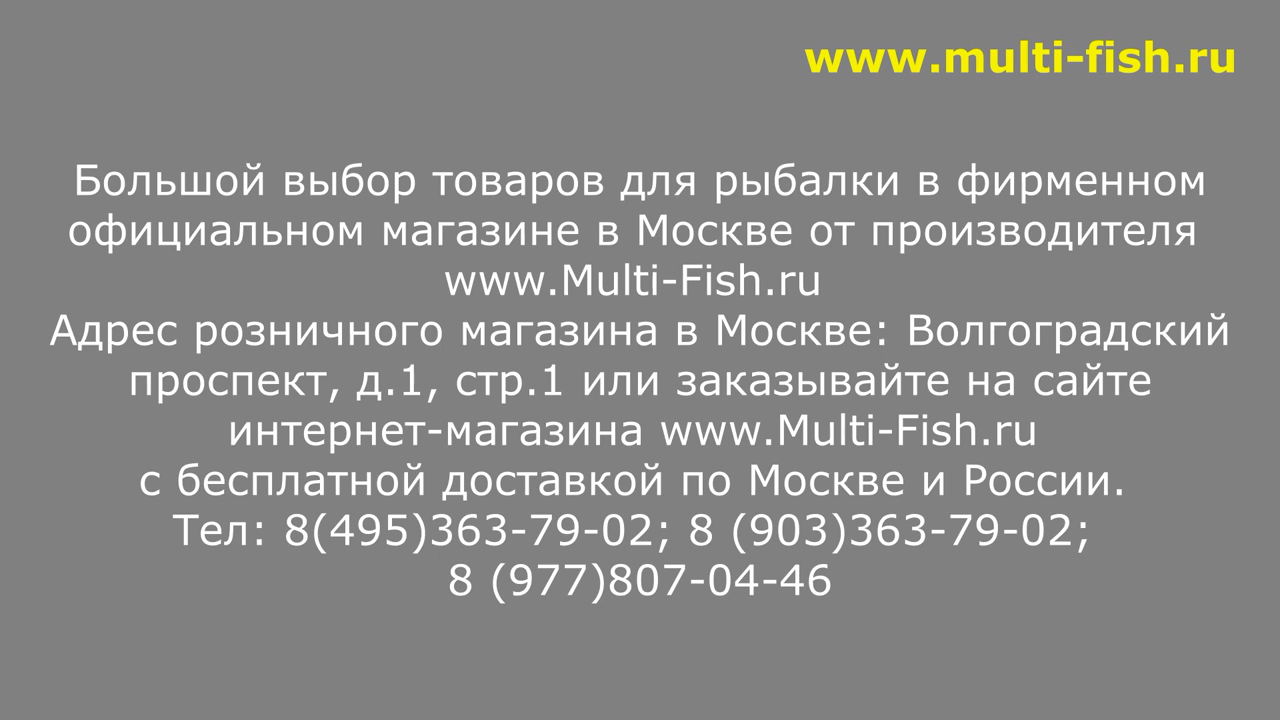 www.multi-fish.ru
Большой выбор товаров для рыбалки в фирменном
официальном магазине в Москве от производителя
www.Multi-Fish.ru
Адрес розничного магазина в Москве: Волгоградский
проспект, д.1, стр.1 или заказывайте на сайте
интернет-магазина www.Multi-Fish.ru
с бесплатной доставкой по Москве и России.
Тел: 8(495)363-79-02; 8 (903)363-79-02;
8 (977)807-04-46